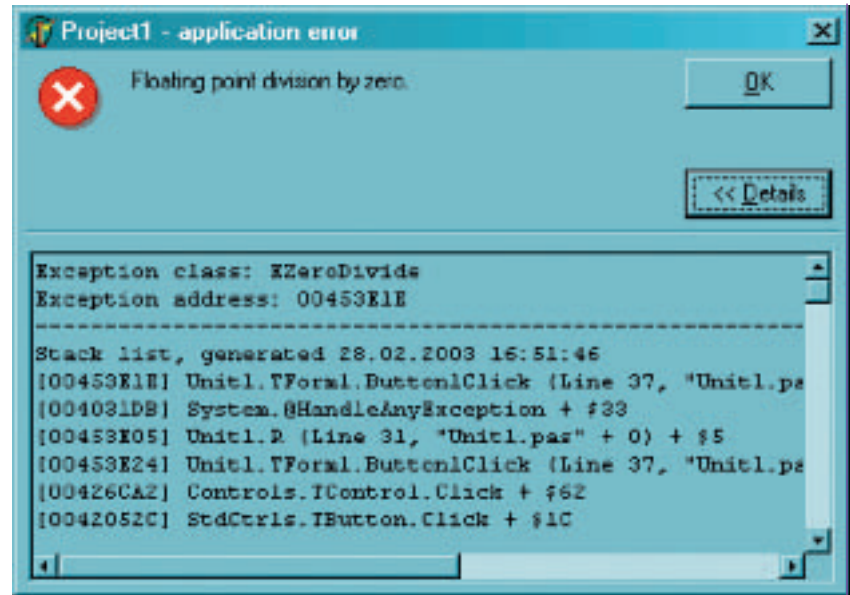 Project1 - application error
Floating point division by zero.
OK
<< Details
Exception class: EZeroDivide
Exception address: 00453E1E
--------------------------------------------------------
Stack list, generated 28.02.2003 16:51:46
[00453E1E] Unit1.TForm1.Button1Click (Line 37, "Unit1.pa
[004031DB] System.@HandleAnyException + $33
[00453E05] Unit1.R (Line 31, "Unit1.pas" + 0) + $5
[00453E24] Unit1.TForm1.Button1Click (Line 37, "Unit1.pa
[00426CA2] Controls.TControl.Click + $62
[0042052C] StdCtrls.TButton.Click + $1C